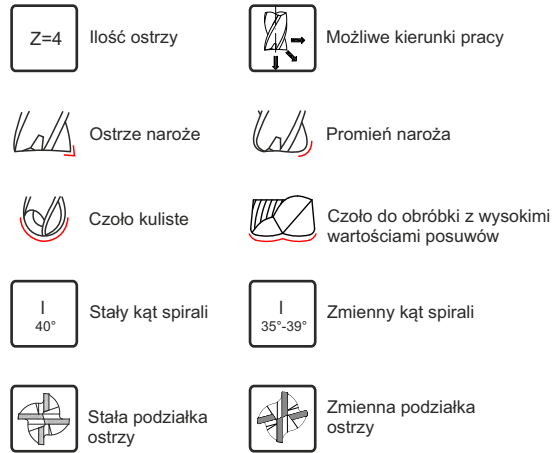 Z=4
Ilość ostrzy
Możliwe kierunki pracy
Ostrze naroże
Promień naroża
Czoło kuliste
Czoło do obróbki z wysokimi
wartościami posuwów
I
40°
Stały kąt spirali
I
35°-39°
Zmienny kąt spirali
Stała podziałka
ostrzy
Zmienna podziałka
ostrzy